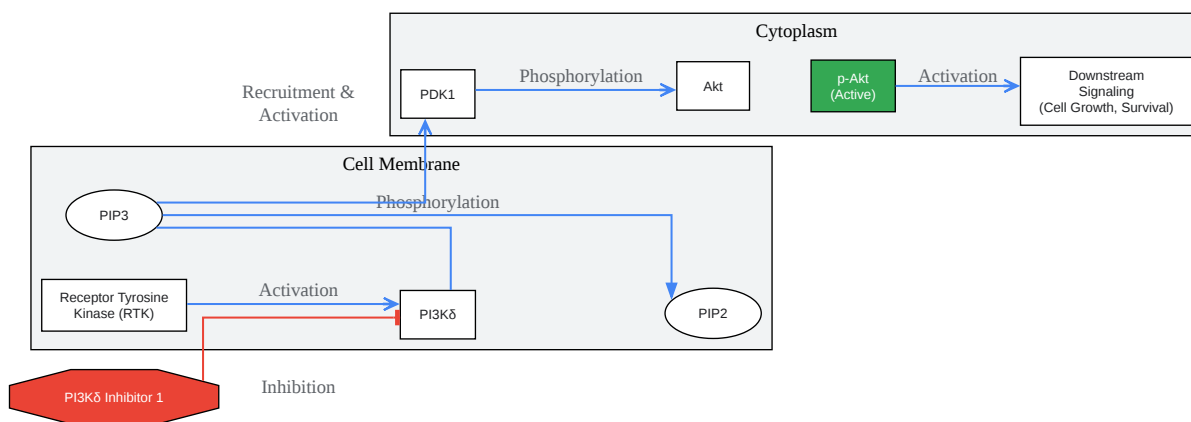 Cytoplasm
Phosphorylation
Activation
PDK1
Akt
p-Akt
(Active)
Downstream
Signaling
(Cell Growth, Survival)
Recruitment &
Activation
Cell Membrane
Phosphorylation
PIP3
Activation
Receptor Tyrosine
Kinase (RTK)
PI3Kδ
PIP2
Inhibition
PI3Kδ Inhibitor 1